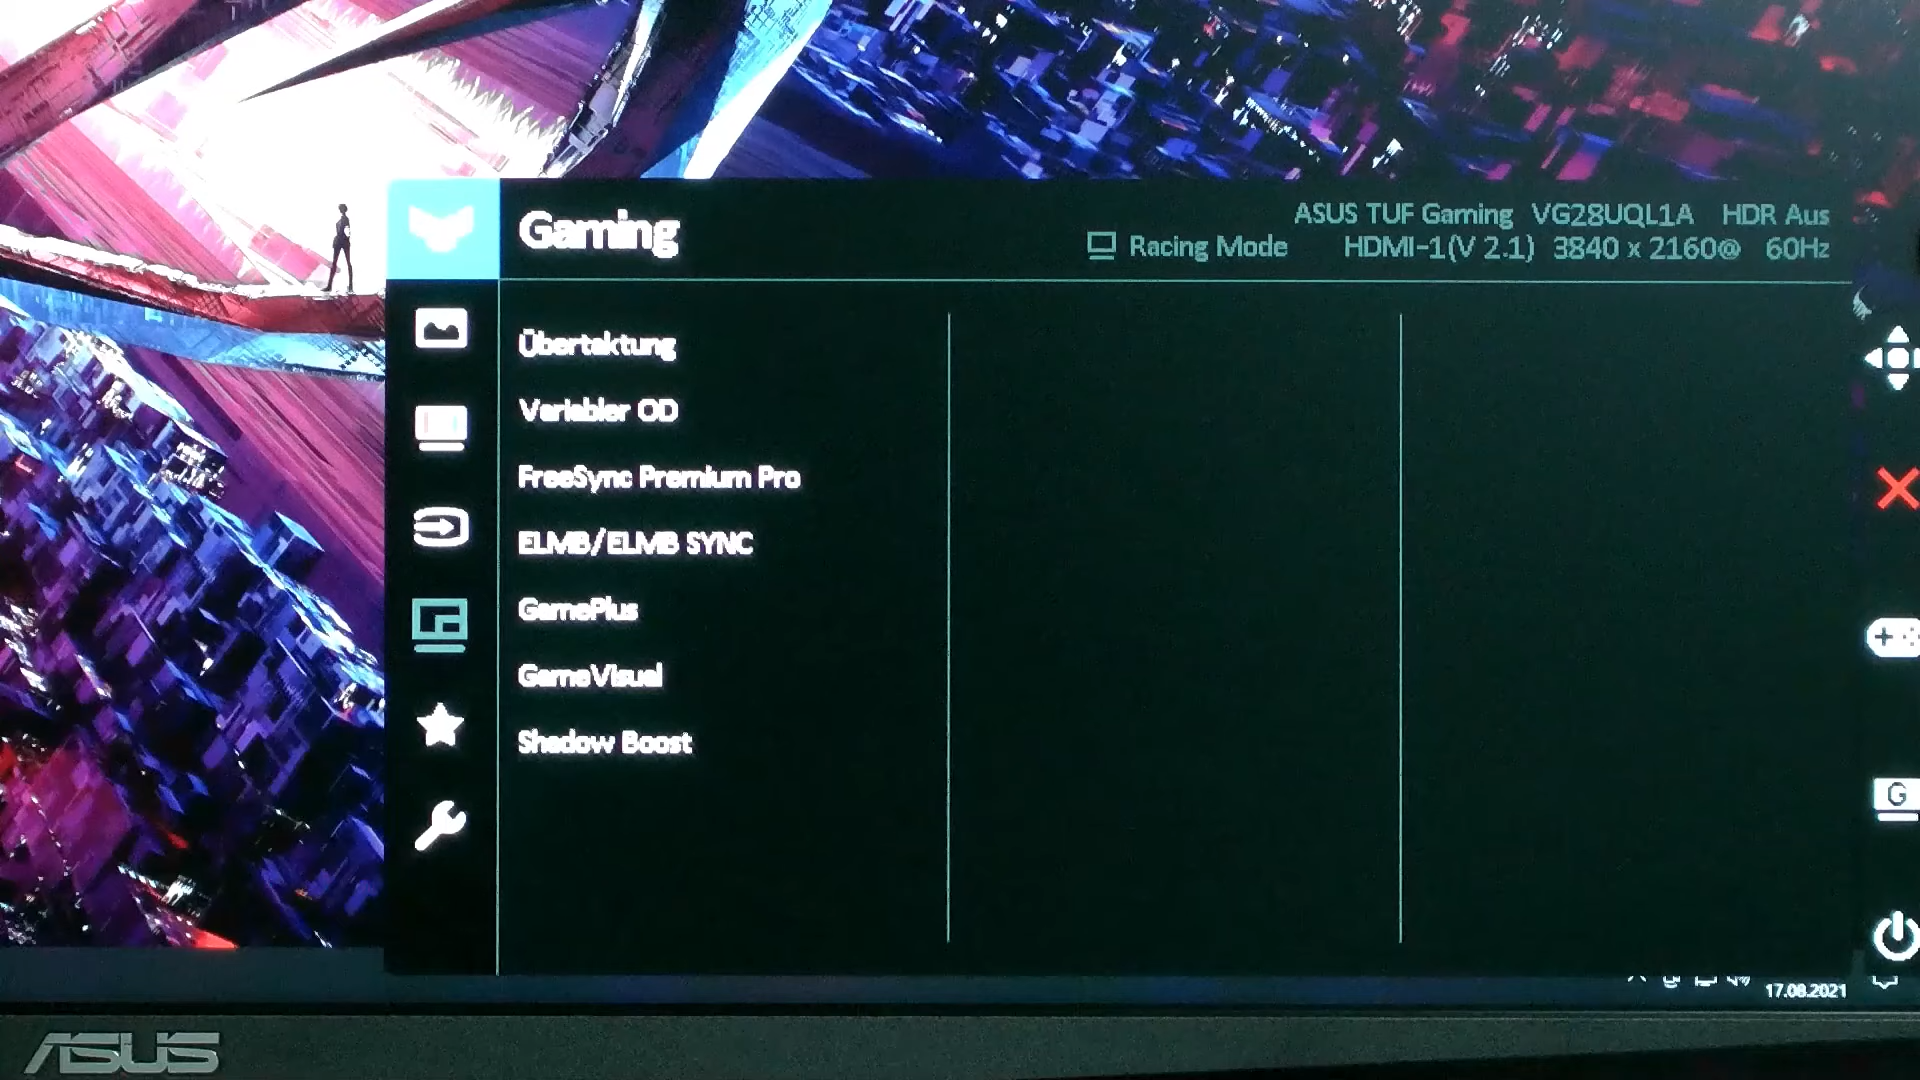 Gaming
ASUS TUF Gaming VG28UQL1A HDR Aus
Racing Mode HDMI-1(V 2.1) 3840 x 2160@ 60Hz
Übertaktung
Variabler OD
FreeSync Premium Pro
ELMB/ELMB SYNC
GamePlus
GameVisual
Shadow Boost
G
17.08.2021
ASUS